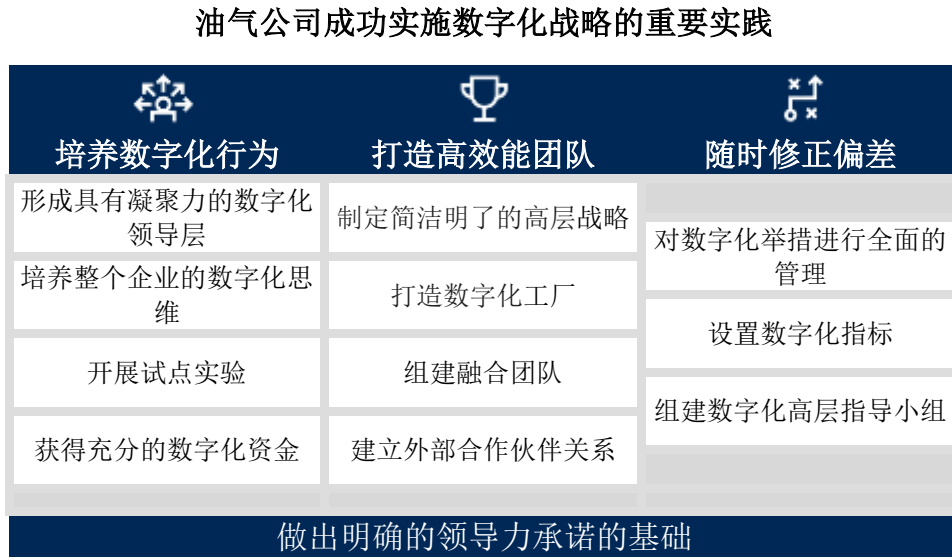 油气公司成功实施数字化战略的重要实践
培养数字化行为
打造高效能团队
随时修正偏差
形成具有凝聚力的数字化
领导层
培养整个企业的数字化思
维
开展试点实验
获得充分的数字化资金
制定简洁明了的高层战略
打造数字化工厂
组建融合团队
建立外部合作伙伴关系
对数字化举措进行全面的
管理
设置数字化指标
组建数字化高层指导小组
做出明确的领导力承诺的基础